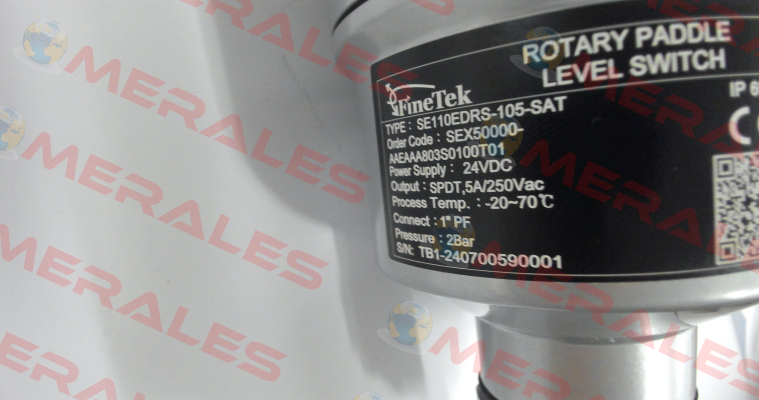 ROTARY PADDLE
LEVEL SWITCH
FineTek
IP 6
TYPE : SE110EDRS-105-SAT
Order Code : SEX50000-
AAEAAA803S0100T01
Power Supply : 24VDC
Output : SPDT,5A/250Vac
Process Temp. : -20~70℃
Connect : 1" PF
Pressure : 2Bar
S/N: TB1-240700590001
MERALES
MERALES
MERALES
MERALES
MERALES
MERALES